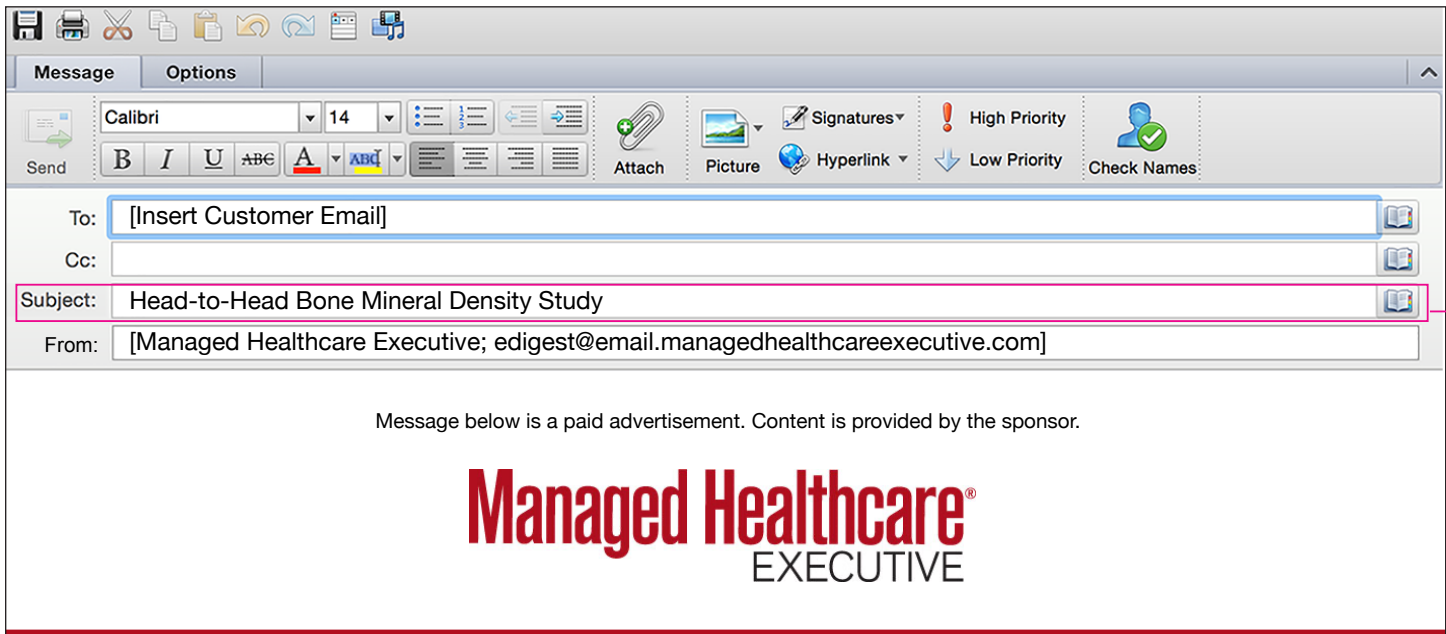 Message Options
Calibri 14
Signatures High Priority
B I U ABC A ABC
Hyperlink Low Priority
Send Attach Picture Check Names
To: [Insert Customer Email]
Cc:
Subject: Head-to-Head Bone Mineral Density Study
From: [Managed Healthcare Executive; edigest@email.managedhealthcareexecutive.com]
Message below is a paid advertisement. Content is provided by the sponsor.
Managed Healthcare®
EXECUTIVE